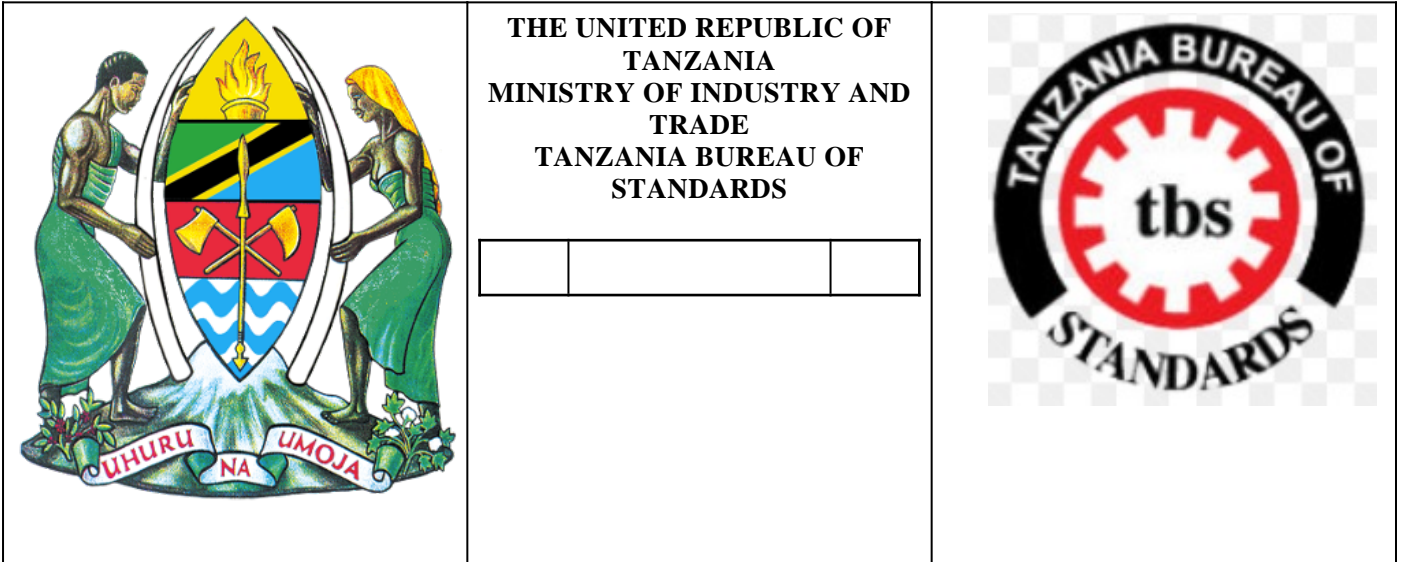 UHURU NA UMOJA
THE UNITED REPUBLIC OF
TANZANIA
MINISTRY OF INDUSTRY AND
TRADE
TANZANIA BUREAU OF
STANDARDS
TANZANIA BUREAU OF
tbs
STANDARDS